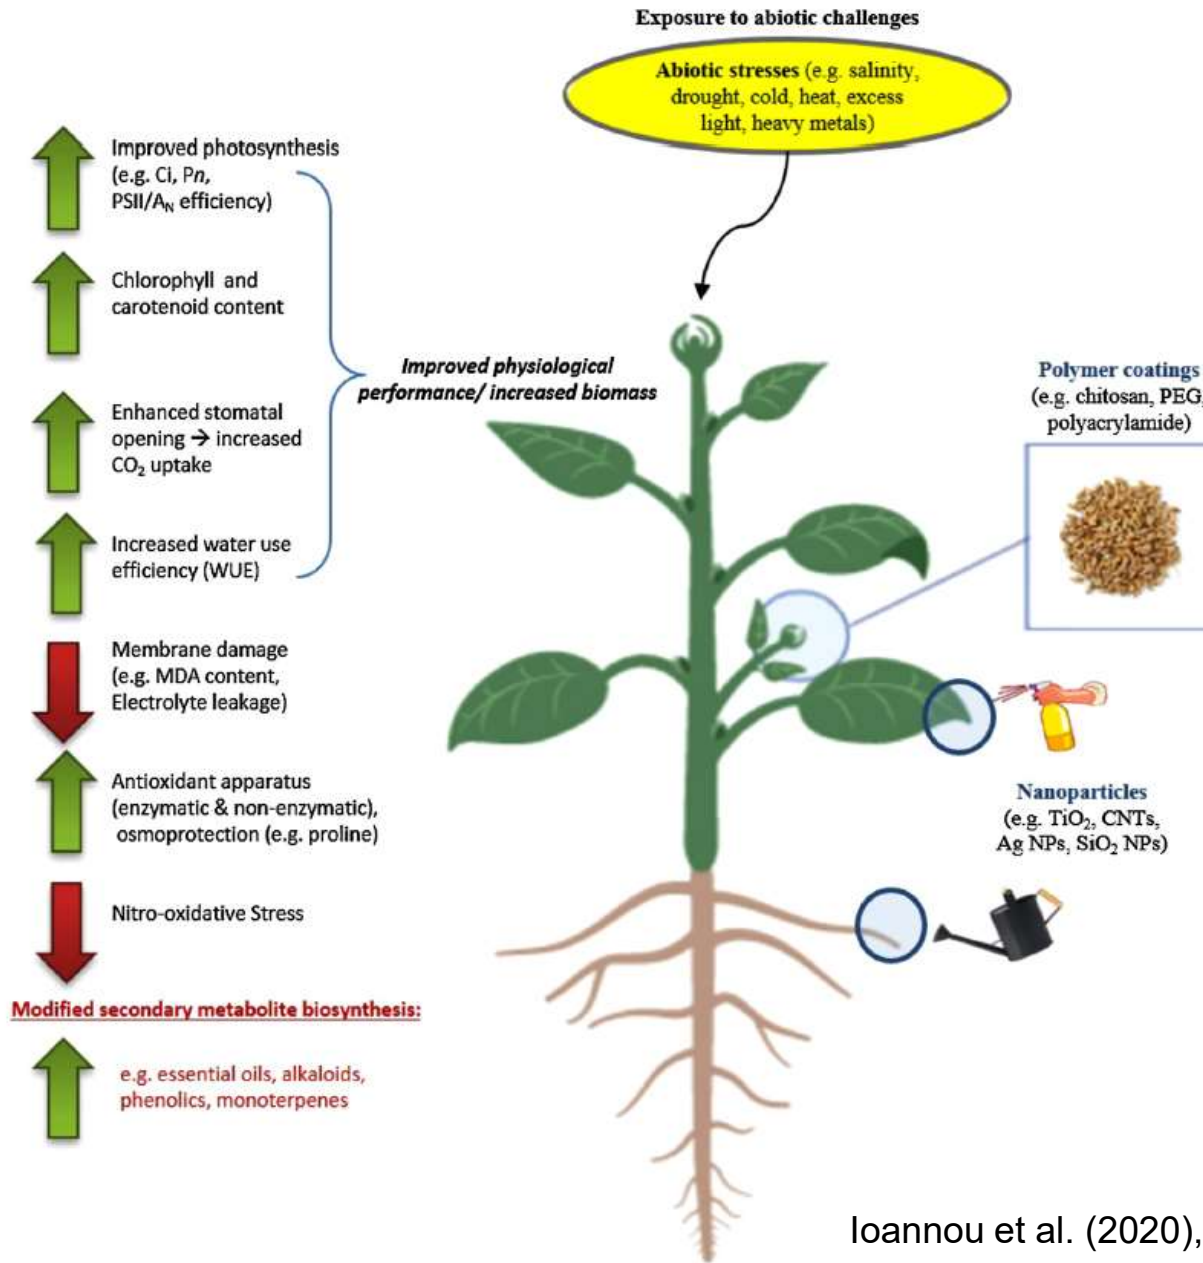 Exposure to abiotic challenges
Abiotic stresses (e.g. salinity,
drought, cold, heat, excess
light, heavy metals)
Improved photosynthesis
(e.g. Ci, Pn,
PSII/A_N efficiency)
Chlorophyll and
carotenoid content
Enhanced stomatal
opening → increased
CO₂ uptake
Increased water use
efficiency (WUE)
Improved physiological
performance/ increased biomass
Membrane damage
(e.g. MDA content,
Electrolyte leakage)
Antioxidant apparatus
(enzymatic & non-enzymatic),
osmoprotection (e.g. proline)
Nitro-oxidative Stress
Modified secondary metabolite biosynthesis:
e.g. essential oils, alkaloids,
phenolics, monoterpenes
Polymer coatings
(e.g. chitosan, PEG,
polyacrylamide)
Nanoparticles
(e.g. TiO₂, CNTs,
Ag NPs, SiO₂ NPs)
Ioannou et al. (2020),